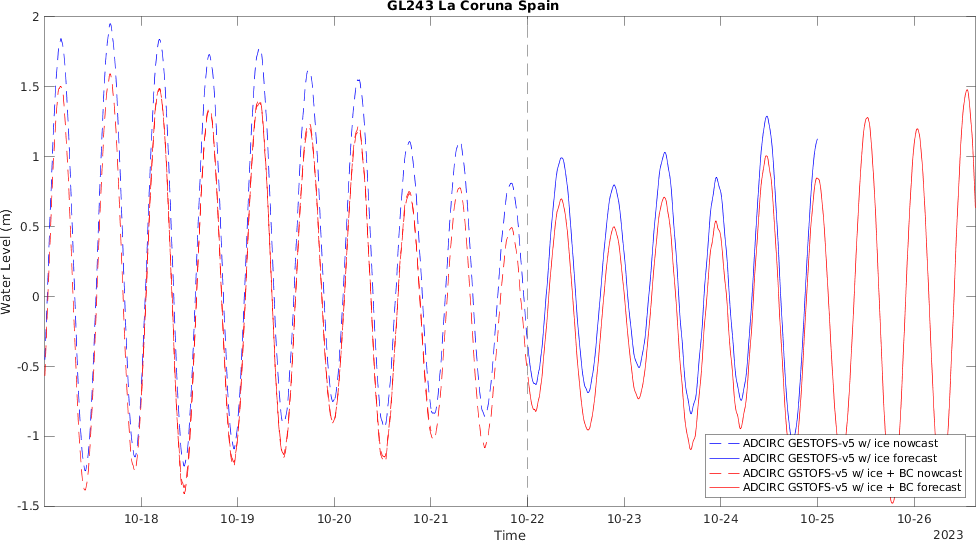 GL243 La Coruna Spain
Water Level (m)
2
1.5
1
0.5
0
-0.5
-1
-1.5
ADCIRC GESTOFS-v5 w/ ice nowcast
ADCIRC GESTOFS-v5 w/ ice forecast
ADCIRC GSTOFS-v5 w/ ice + BC nowcast
ADCIRC GSTOFS-v5 w/ ice + BC forecast
10-18 10-19 10-20 10-21 10-22 10-23 10-24 10-25 10-26
Time
2023